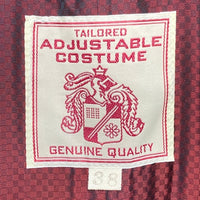 TAILORED
ADJUSTABLE
COSTUME
GENUINE QUALITY
38